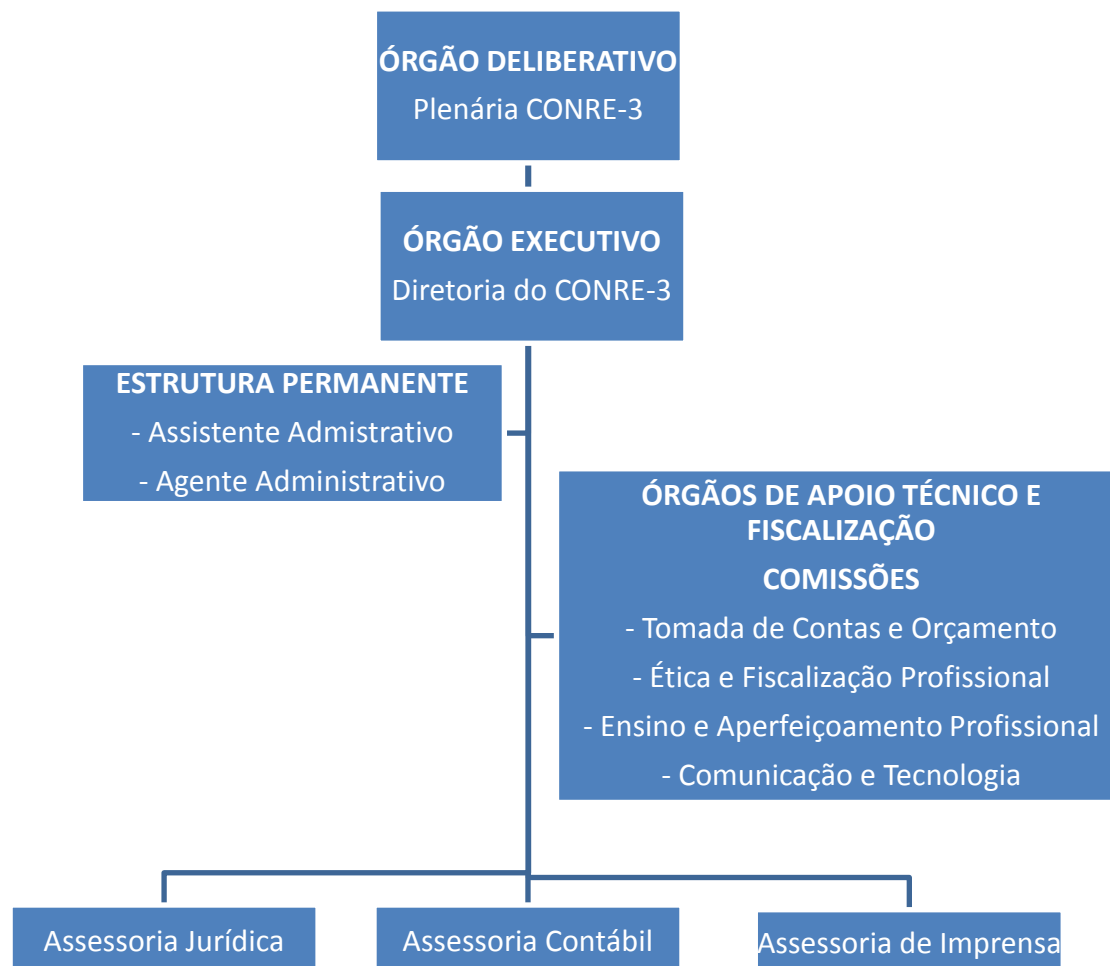 ÓRGÃO DELIBERATIVO
Plenária CONRE-3
ÓRGÃO EXECUTIVO
Diretoria do CONRE-3
ESTRUTURA PERMANENTE
- Assistente Admistrativo
- Agente Administrativo
ÓRGÃOS DE APOIO TÉCNICO E
FISCALIZAÇÃO
COMISSÕES
- Tomada de Contas e Orçamento
- Ética e Fiscalização Profissional
- Ensino e Aperfeiçoamento Profissional
- Comunicação e Tecnologia
Assessoria Jurídica
Assessoria Contábil
Assessoria de Imprensa